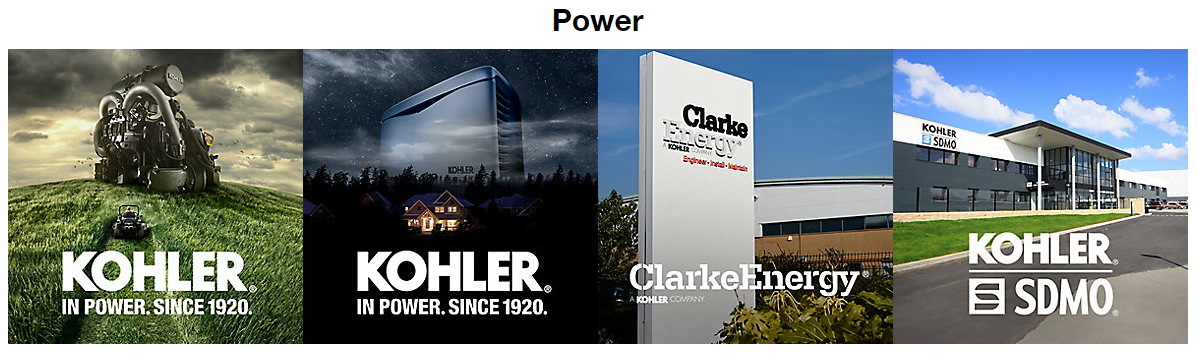 Power
KOHLER
KOHLER
IN POWER. SINCE 1920.
KOHLER
KOHLER
IN POWER. SINCE 1920.
Clarke
Energy®
A KOHLER COMPANY
Engineer • Install • Maintain
ClarkeEnergy®
A KOHLER COMPANY
KOHLER
SDMO
KOHLER®
SDMO®